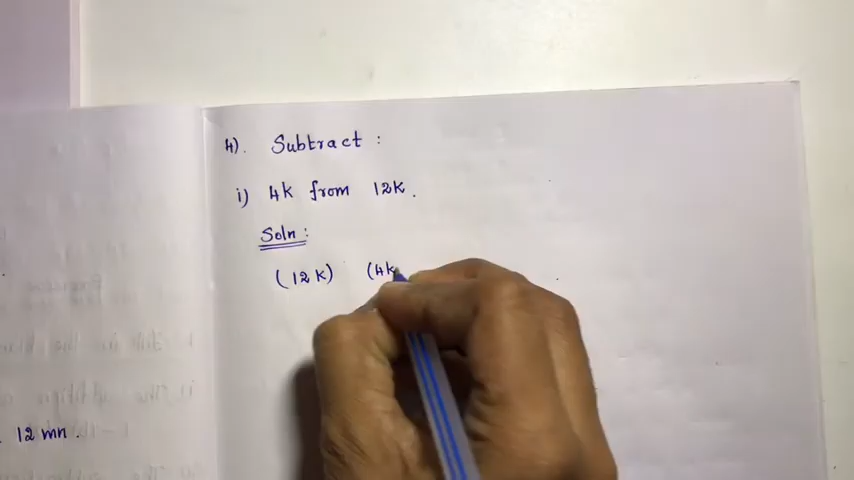 4). Subtract :
i) 4k from 12k.
Soln :
(12k) (4k
12 mn.